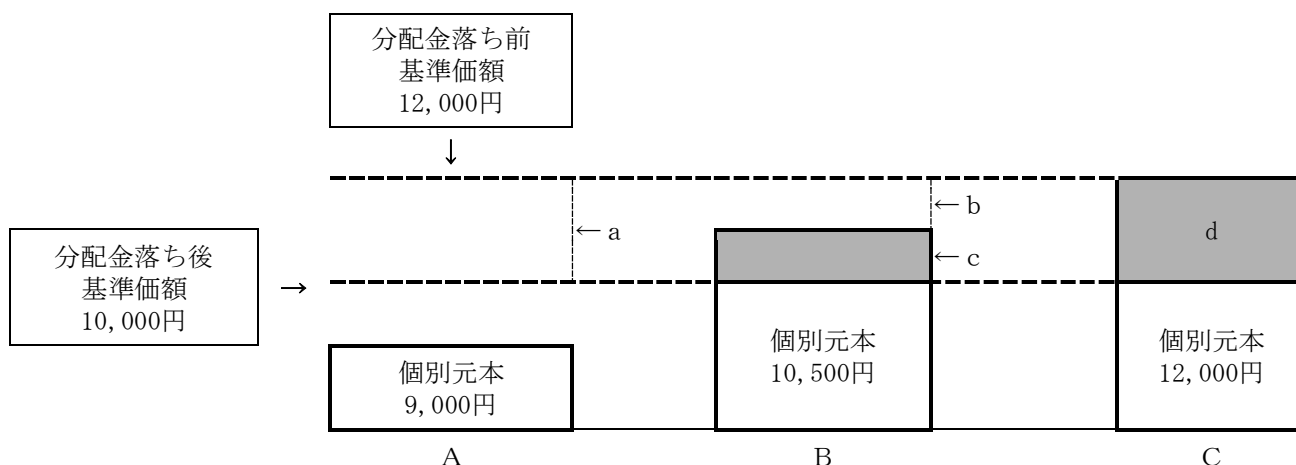 分配金落ち前
基準価額
12,000円
↓
← a
← b
← c
d
分配金落ち後
基準価額
10,000円
→
個別元本
9,000円
個別元本
10,500円
個別元本
12,000円
A
B
C